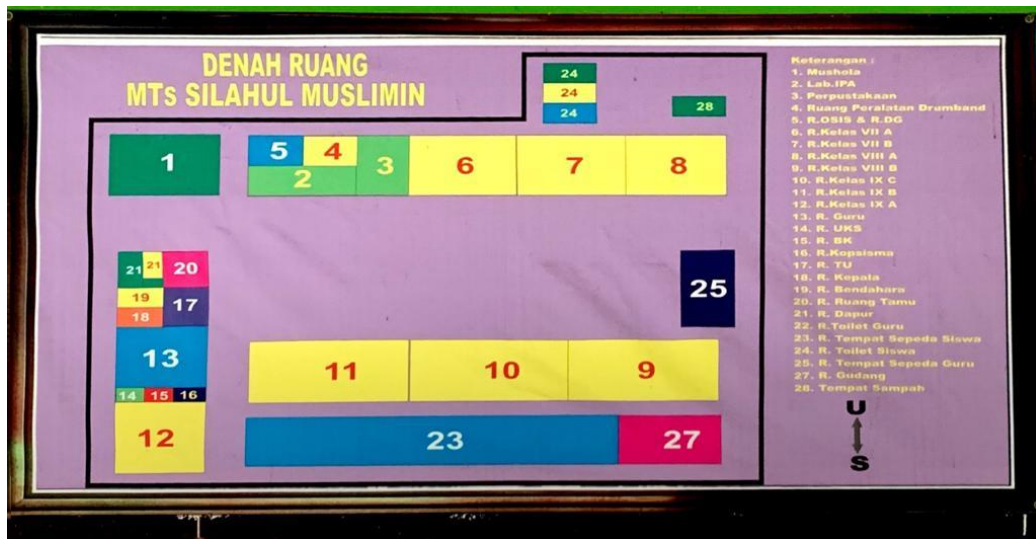 DENAH RUANG
MTs SILAHUL MUSLIMIN
24
24
24
28
1
5
4
2
3
6
7
8
21
21
20
19
17
18
25
13
11
10
9
14
15
16
12
23
27
Keterangan :
1. Mushola
2. Lab.IPA
3. Perpustakaan
4. Ruang Peralatan Drumband
5. R.OSIS & R.DG
6. R.Kelas VII A
7. R.Kelas VII B
8. R.Kelas VIII A
9. R.Kelas VIII B
10. R.Kelas IX C
11. R.Kelas IX B
12. R.Kelas IX A
13. R. Guru
14. R. UKS
15. R. BK
16. R.Kopsisma
17. R. TU
18. R. Kepala
19. R. Bendahara
20. R. Ruang Tamu
21. R. Dapur
22. R.Toilet Guru
23. R. Tempat Sepeda Siswa
24. R. Toilet Siswa
25. R. Tempat Sepeda Guru
27. R. Gudang
28. Tempat Sampah
U
S